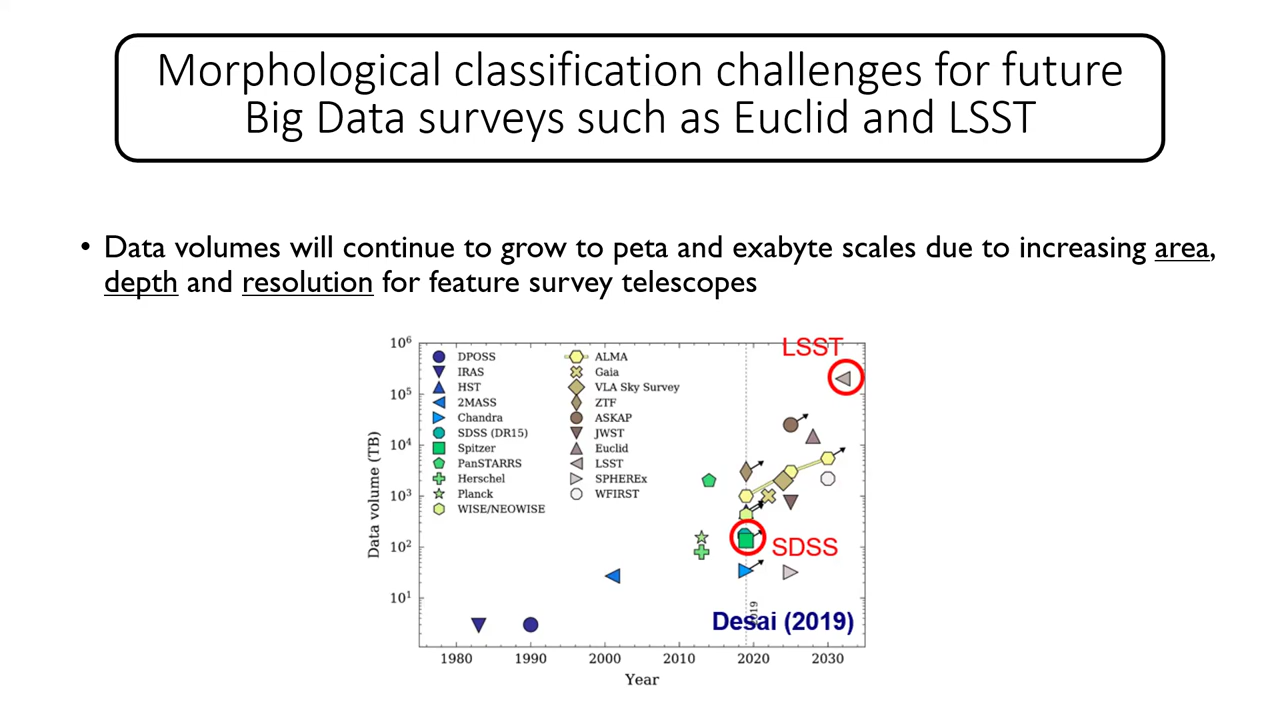 Morphological classification challenges for future
Big Data surveys such as Euclid and LSST
• Data volumes will continue to grow to peta and exabyte scales due to increasing area,
depth and resolution for feature survey telescopes
LSST
SDSS
Desai (2019)
2019
DPOSS
IRAS
HST
2MASS
Chandra
SDSS (DR15)
Spitzer
PanSTARRS
Herschel
Planck
WISE/NEOWISE
ALMA
Gaia
VLA Sky Survey
ZTF
ASKAP
JWST
Euclid
LSST
SPHEREx
WFIRST
Data volume (TB)
10⁶
10⁵
10⁴
10³
10²
10¹
1980 1990 2000 2010 2020 2030
Year